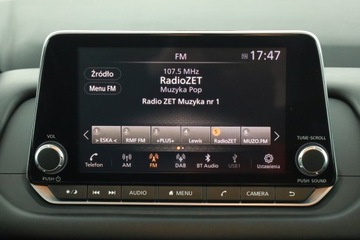 FM
17:47
Źródło
107.5 MHz
RadioZET
Menu FM
Muzyka Pop
Radio ZET Muzyka nr 1
> ESKA < RMF FM +PLUS+ Lewis RadioZET MUZO.FM
VOL
TUNE·SCROLL
Telefon AM FM DAB BT Audio USB1 Ustawienia
PUSH
AUDIO MENU CAMERA
PUSH SOUND